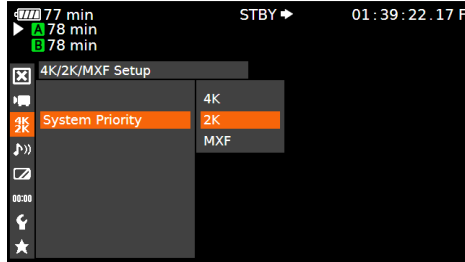 77 min STBY 01:39:22.17 F
A 78 min
B 78 min
4K/2K/MXF Setup
4K
4K 2K System Priority 2K
MXF
00:00